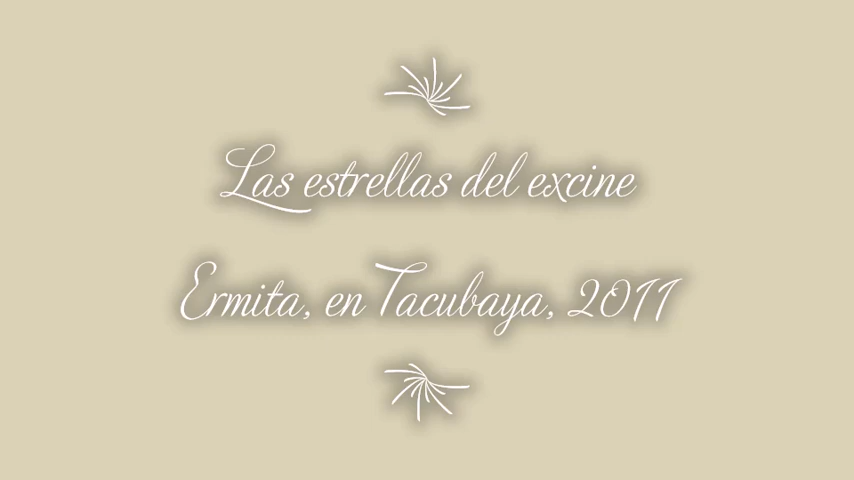 Las estrellas del excine
Ermita, en Tacubaya, 2011